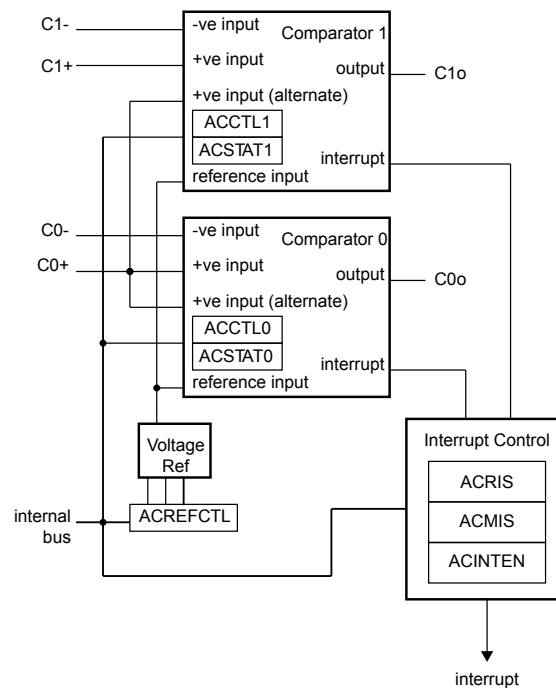 C1-
-ve input
Comparator 1
C1+
+ve input
output
C1o
+ve input (alternate)
ACCTL1
ACSTAT1
interrupt
reference input
C0-
-ve input
Comparator 0
C0+
+ve input
output
C0o
+ve input (alternate)
ACCTL0
ACSTAT0
interrupt
reference input
Voltage
Ref
Interrupt Control
ACRIS
ACMIS
ACINTEN
internal
bus
ACREFCTL
interrupt